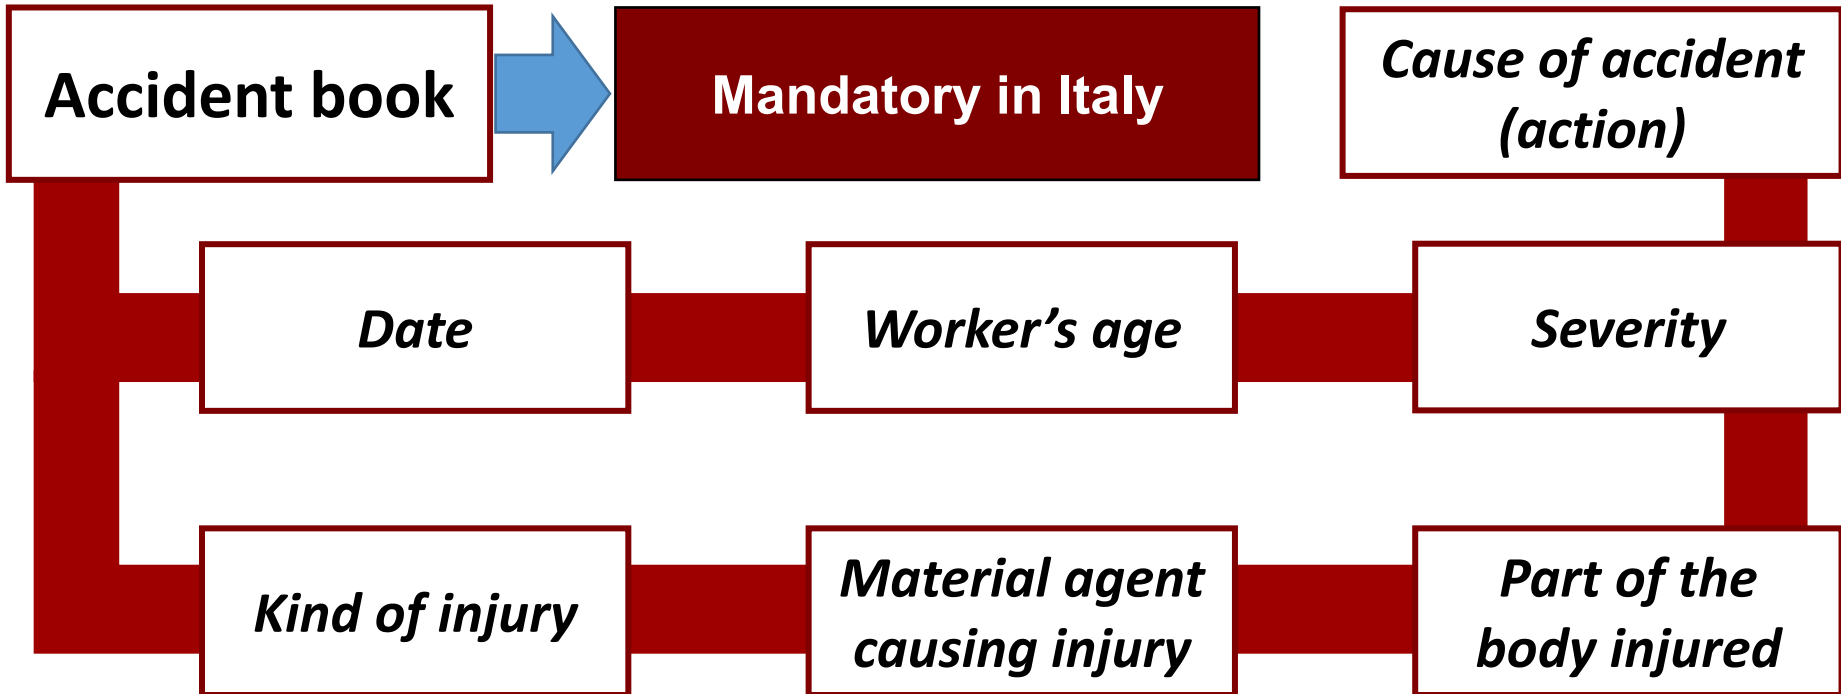 Accident book
Mandatory in Italy
Cause of accident
(action)
Date
Worker’s age
Severity
Kind of injury
Material agent
causing injury
Part of the
body injured